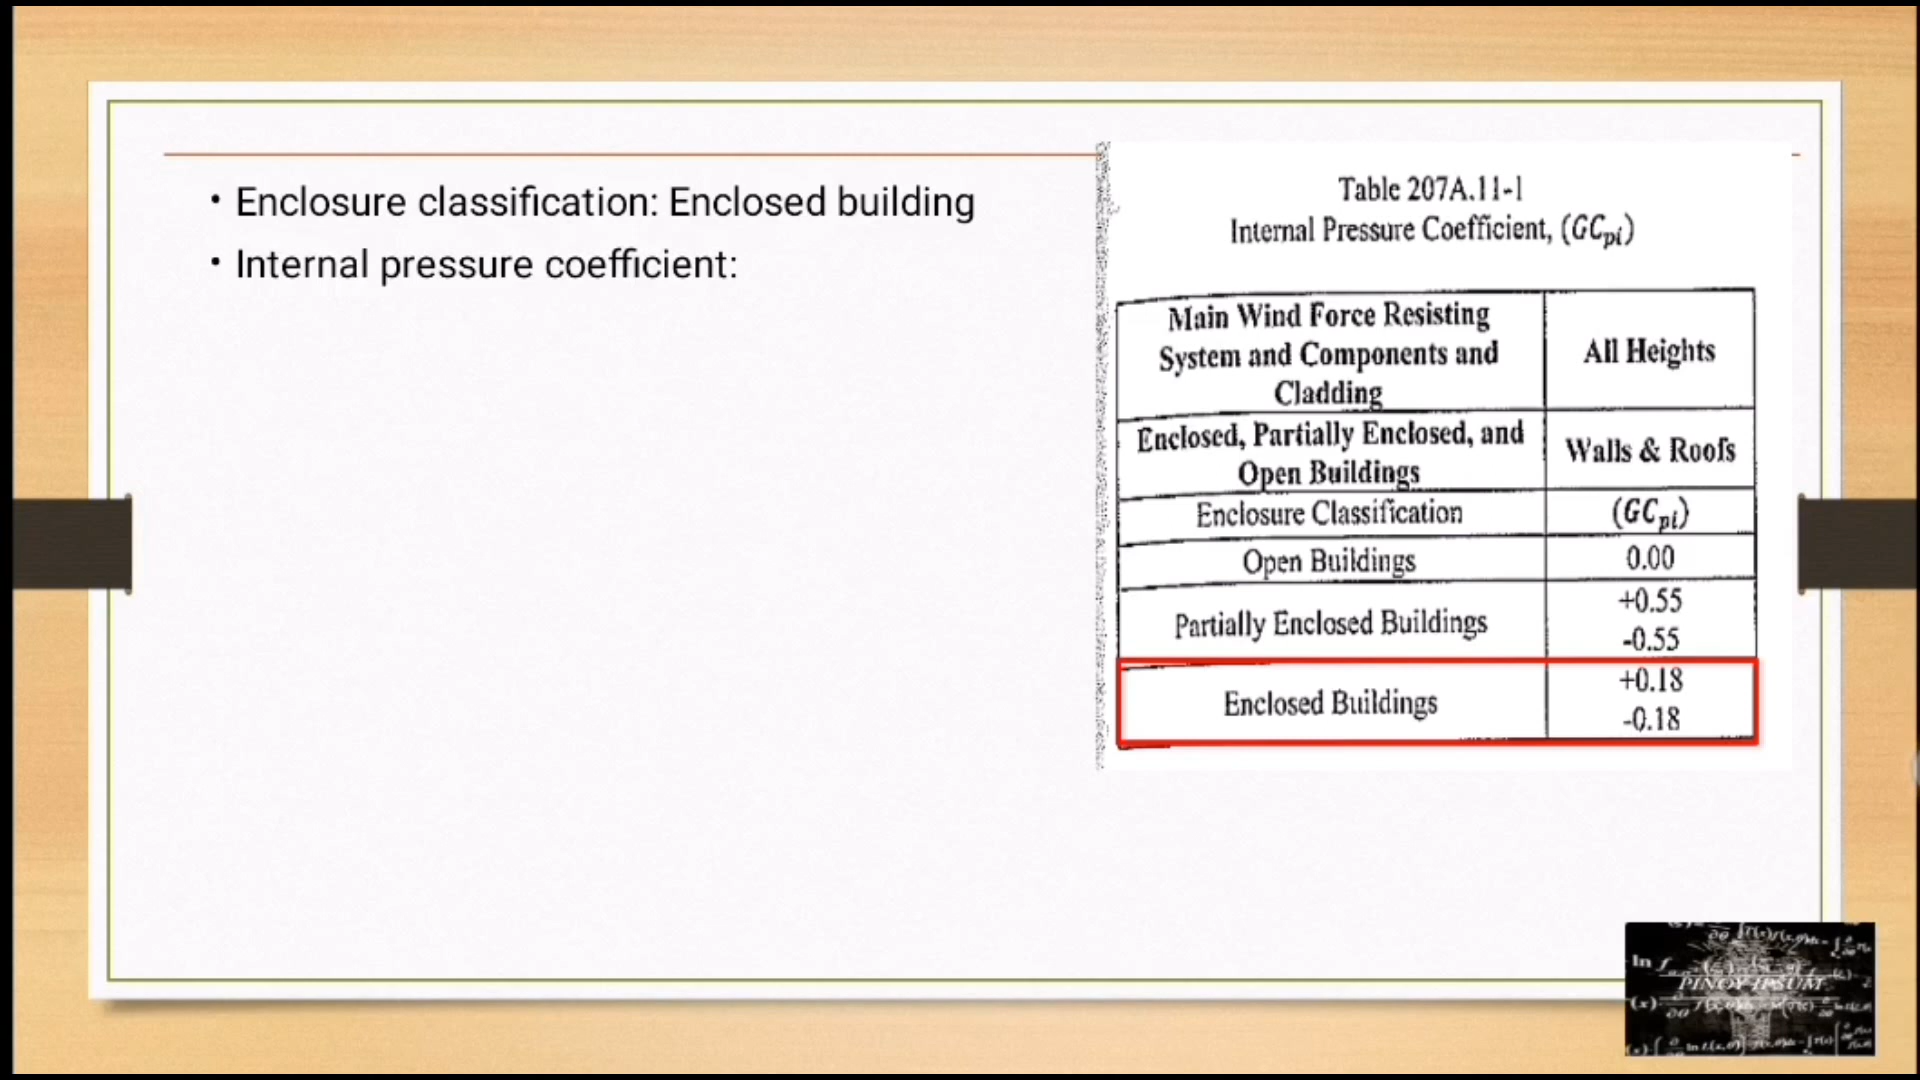 • Enclosure classification: Enclosed building
• Internal pressure coefficient:
Table 207A.11-1
Internal Pressure Coefficient, (GCpi)
Main Wind Force Resisting
System and Components and
Cladding
All Heights
Enclosed, Partially Enclosed, and
Open Buildings
Walls & Roofs
Enclosure Classification
(GCpi)
Open Buildings
0.00
Partially Enclosed Buildings
+0.55
-0.55
Enclosed Buildings
+0.18
-0.18
PINOY IPSUM